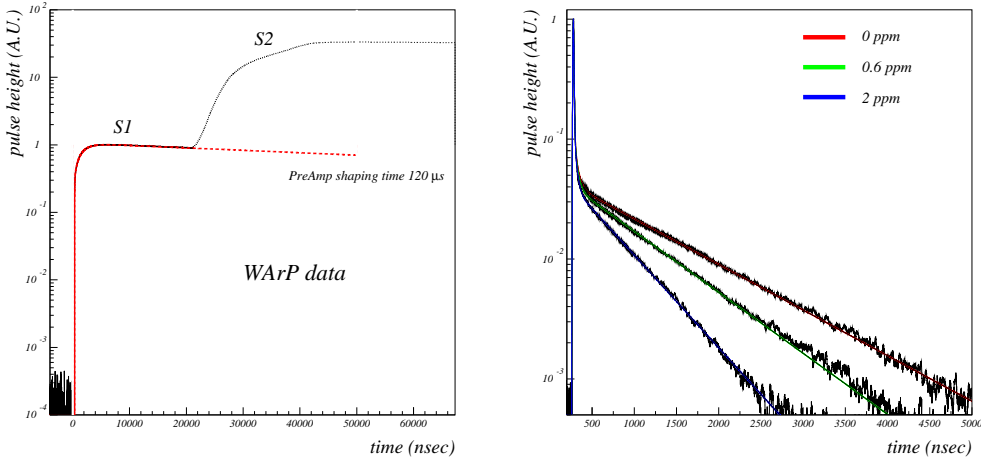 pulse height (A.U.)
10 2
10
1
10 -1
10 -2
10 -3
10 -4
S1
S2
PreAmp shaping time 120 μs
WArP data
0 10000 20000 30000 40000 50000 60000
time (nsec)
pulse height (A.U.)
1
10 -1
10 -2
10 -3
0 ppm
0.6 ppm
2 ppm
500 1000 1500 2000 2500 3000 3500 4000 4500 5000
time (nsec)